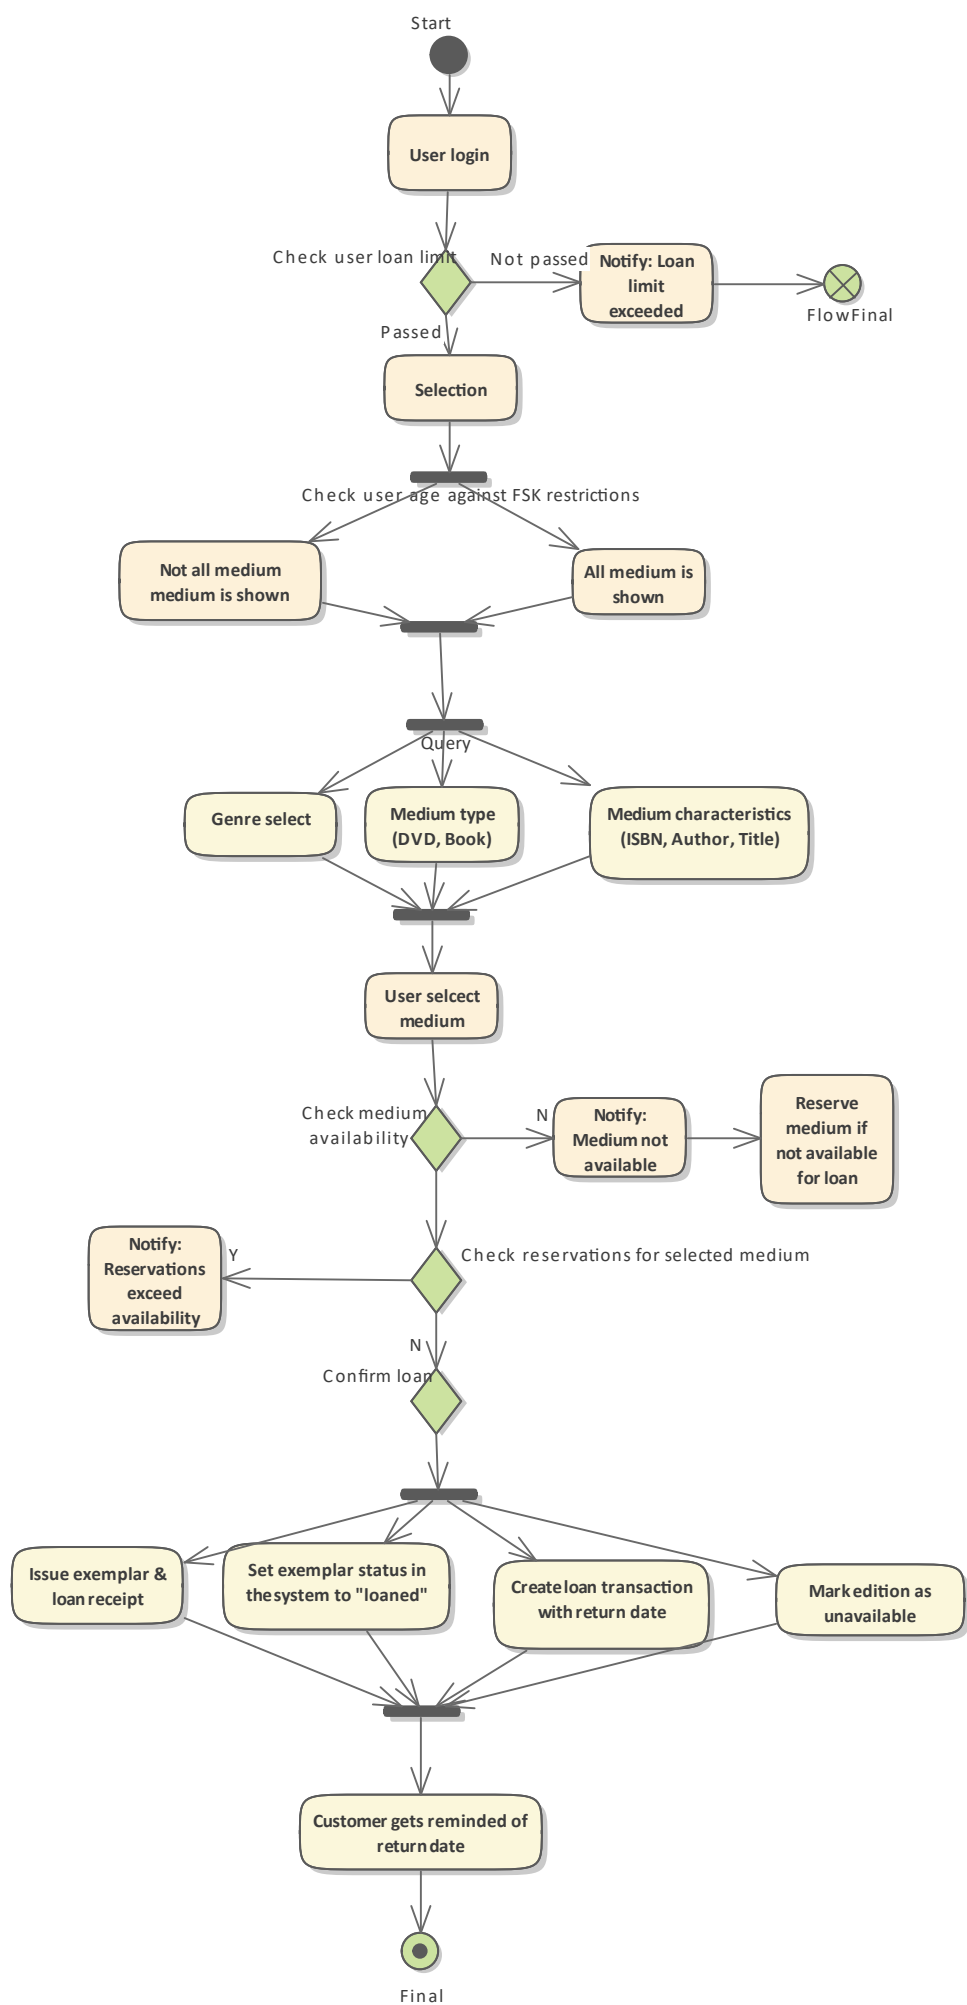 Start
User login
Check user loan limit
Not passed
Notify: Loan
limit
exceeded
FlowFinal
Passed
Selection
Check user age against FSK restrictions
Not all medium
medium is shown
All medium is
shown
Query
Genre select
Medium type
(DVD, Book)
Medium characteristics
(ISBN, Author, Title)
User selcect
medium
Check medium
availability
N
Notify:
Medium not
available
Reserve
medium if
not available
for loan
Notify:
Reservations
exceed
availability
Y
Check reservations for selected medium
N
Confirm loan
Issue exemplar &
loan receipt
Set exemplar status in
the system to "loaned"
Create loan transaction
with return date
Mark edition as
unavailable
Customer gets reminded of
return date
Final